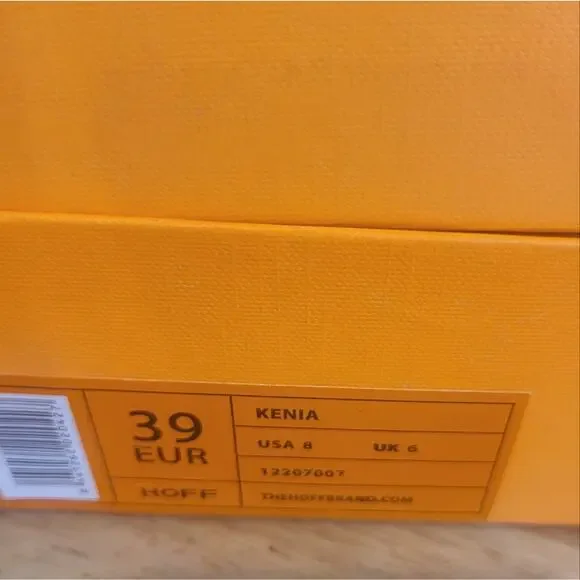 39
EUR
HOFF
KENIA
USA 8 UK 6
12207007
THEHOFFBRAND.COM